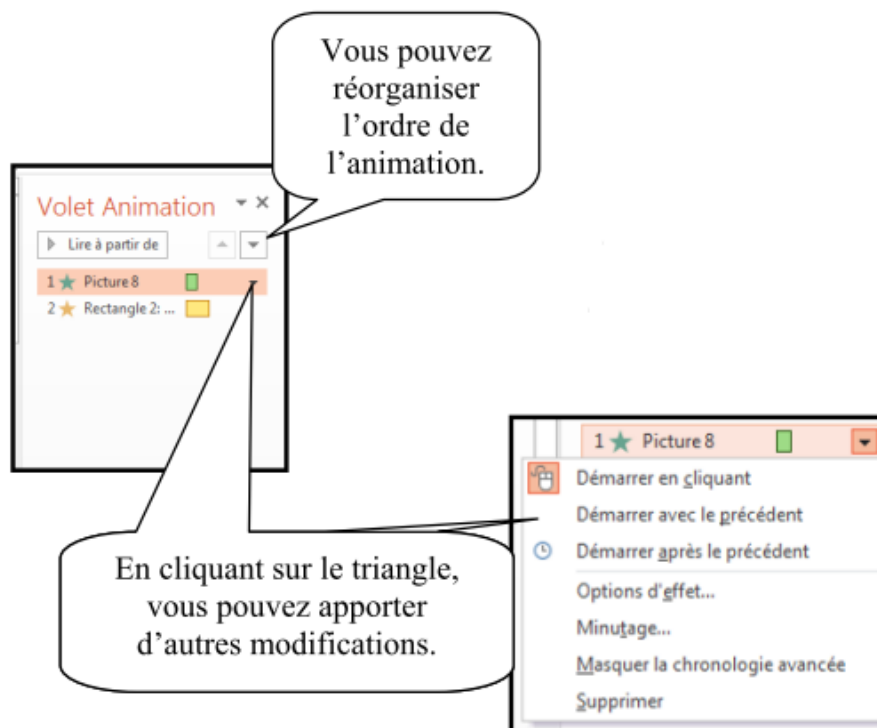 Vous pouvez
réorganiser
l’ordre de
l’animation.
Volet Animation
Lire à partir de
1 Picture 8
2 Rectangle 2: ...
En cliquant sur le triangle,
vous pouvez apporter
d’autres modifications.
1 Picture 8
Démarrer en cliquant
Démarrer avec le précédent
Démarrer après le précédent
Options d'effet...
Minutage...
Masquer la chronologie avancée
Supprimer